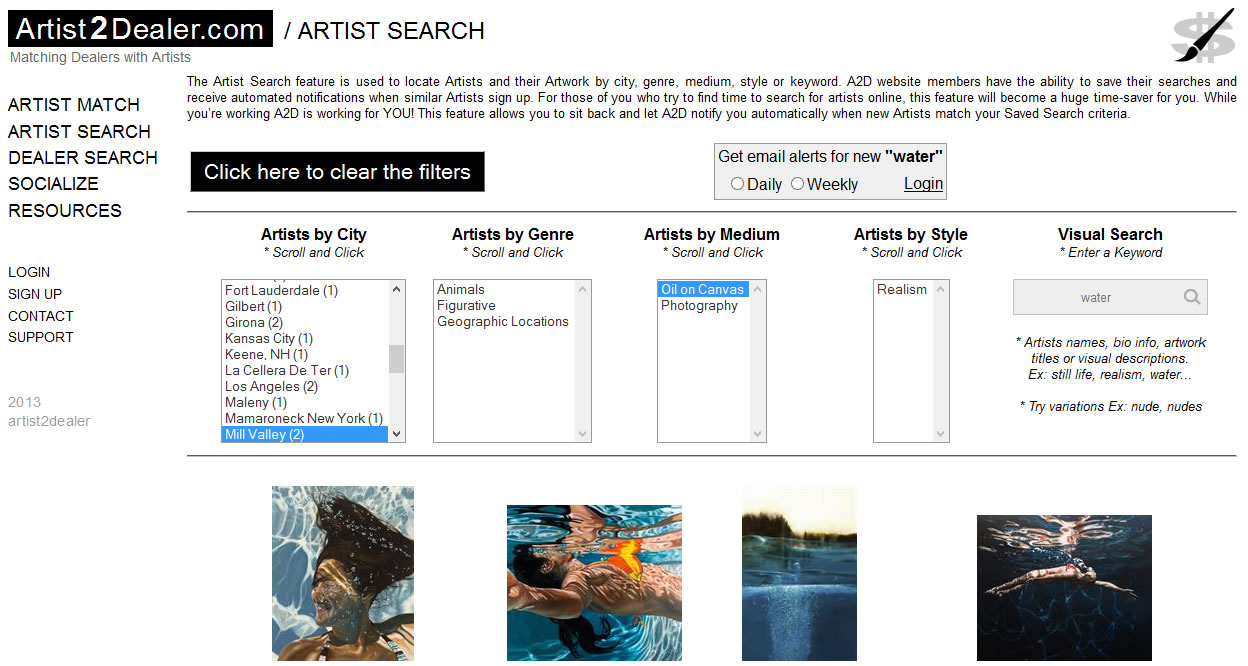 Artist2Dealer.com / ARTIST SEARCH
Matching Dealers with Artists
The Artist Search feature is used to locate Artists and their Artwork by city, genre, medium, style or keyword. A2D website members have the ability to save their searches and
receive automated notifications when similar Artists sign up. For those of you who try to find time to search for artists online, this feature will become a huge time-saver for you. While
you're working A2D is working for YOU! This feature allows you to sit back and let A2D notify you automatically when new Artists match your Saved Search criteria.
ARTIST MATCH
ARTIST SEARCH
DEALER SEARCH
SOCIALIZE
RESOURCES
LOGIN
SIGN UP
CONTACT
SUPPORT
2013
artist2dealer
Click here to clear the filters
Get email alerts for new "water"
Daily Weekly Login
Artists by City
* Scroll and Click
Fort Lauderdale (1)
Gilbert (1)
Girona (2)
Kansas City (1)
Keene, NH (1)
La Cellera De Ter (1)
Los Angeles (2)
Maleny (1)
Mamaroneck New York (1)
Mill Valley (2)
Artists by Genre
* Scroll and Click
Animals
Figurative
Geographic Locations
Artists by Medium
* Scroll and Click
Oil on Canvas
Photography
Artists by Style
* Scroll and Click
Realism
Visual Search
* Enter a Keyword
water
* Artists names, bio info, artwork
titles or visual descriptions.
Ex: still life, realism, water...
* Try variations Ex: nude, nudes